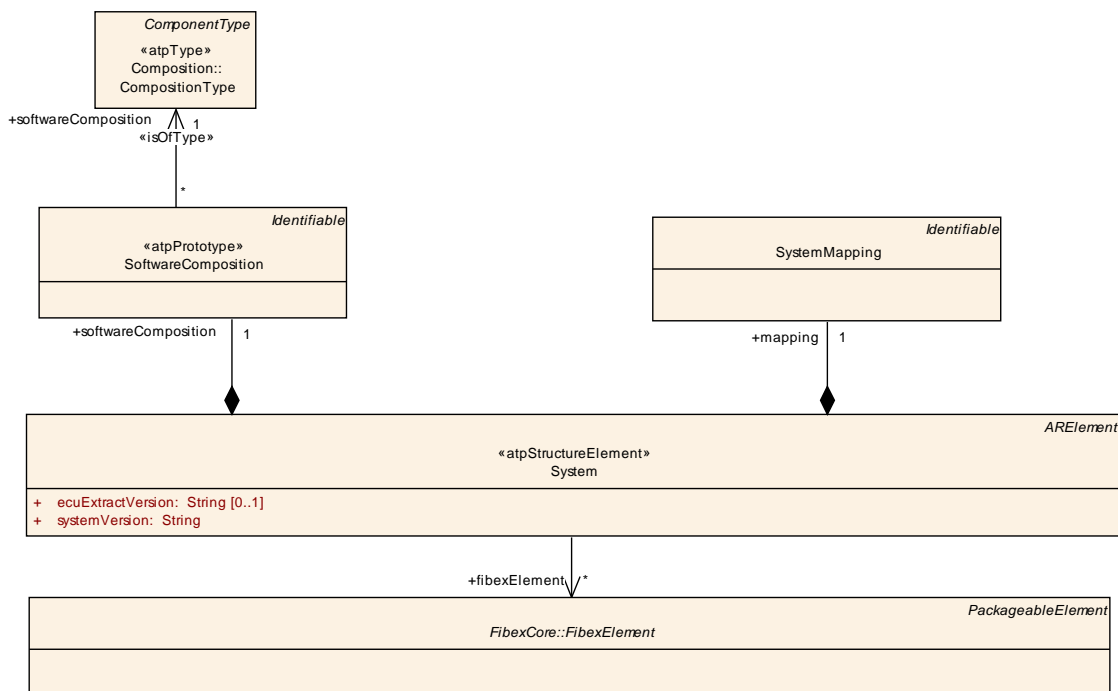 ComponentType
«atpType»
Composition::
CompositionType
+softwareComposition
1
«isOfType»
*
Identifiable
«atpPrototype»
SoftwareComposition
Identifiable
SystemMapping
+softwareComposition 1
+mapping 1
ARElement
«atpStructureElement»
System
+ ecuExtractVersion: String [0..1]
+ systemVersion: String
+fibexElement *
PackageableElement
FibexCore::FibexElement